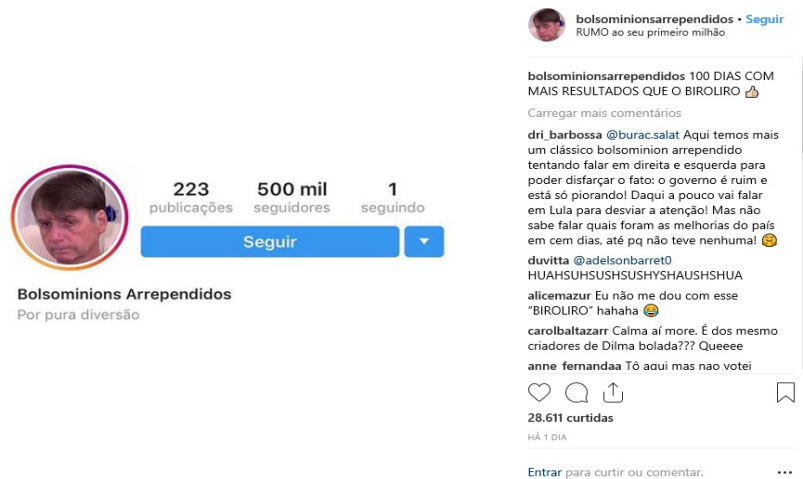 223 500 mil 1
publicações seguidores seguindo
Seguir
Bolsominions Arrependidos
Por pura diversão
bolsominionsarrependidos • Seguir
RUMO ao seu primeiro milhão
bolsominionsarrependidos 100 DIAS COM
MAIS RESULTADOS QUE O BIROLIRO 👍🏻
Carregar mais comentários
dri_barbossa @burac.salat Aqui temos mais
um clássico bolsominion arrependido
tentando falar em direita e esquerda para
poder disfarçar o fato: o governo é ruim e
está só piorando! Daqui a pouco vai falar
em Lula para desviar a atenção! Mas não
sabe falar quais foram as melhorias do país
em cem dias, até pq não teve nenhuma! 🤗
duvitta @adelsonbarret0
HUAHSUHSUSHSUSHYSHAUSHSHUA
alicemazur Eu não me dou com esse
“BIROLIRO” hahaha 😂
carolbaltazarr Calma aí more. É dos mesmo
criadores de Dilma bolada??? Queeee
anne_fernandaa Tô aqui mas nao votei
28.611 curtidas
HÁ 1 DIA
Entrar para curtir ou comentar.